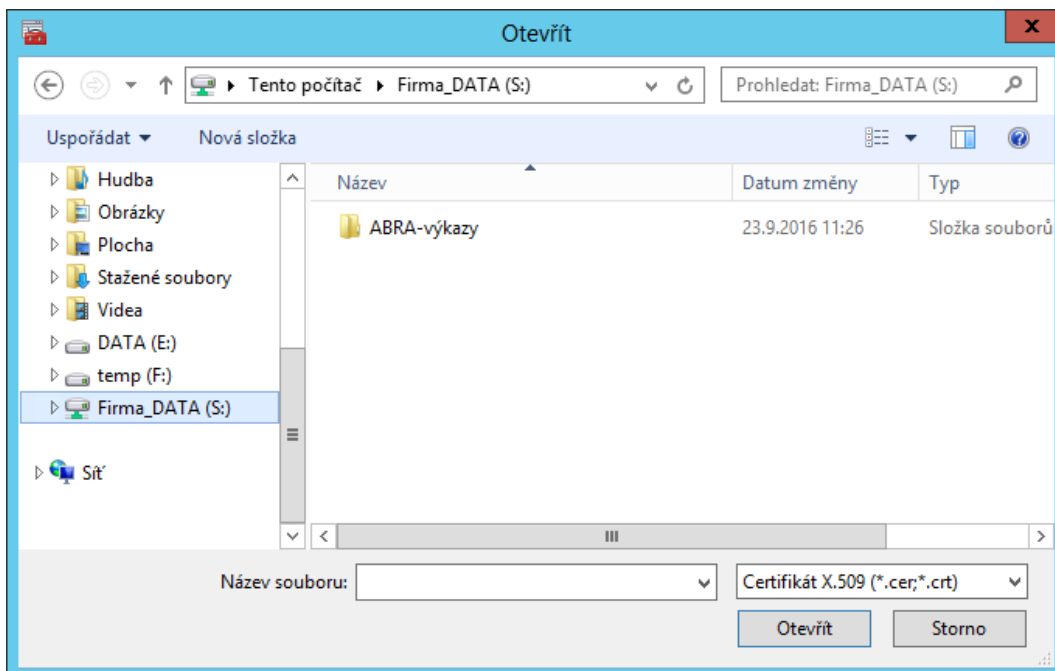 Otevřít
Tento počítač Firma_DATA (S:)
Prohledat: Firma_DATA (S:)
Uspořádat
Nová složka
Hudba
Obrázky
Plocha
Stažené soubory
Videa
DATA (E:)
temp (F:)
Firma_DATA (S:)
Síť
Název Datum změny Typ
ABRA-výkazy 23.9.2016 11:26 Složka souborů
Název souboru:
Certifikát X.509 (*.cer;*.crt)
Otevřít Storno